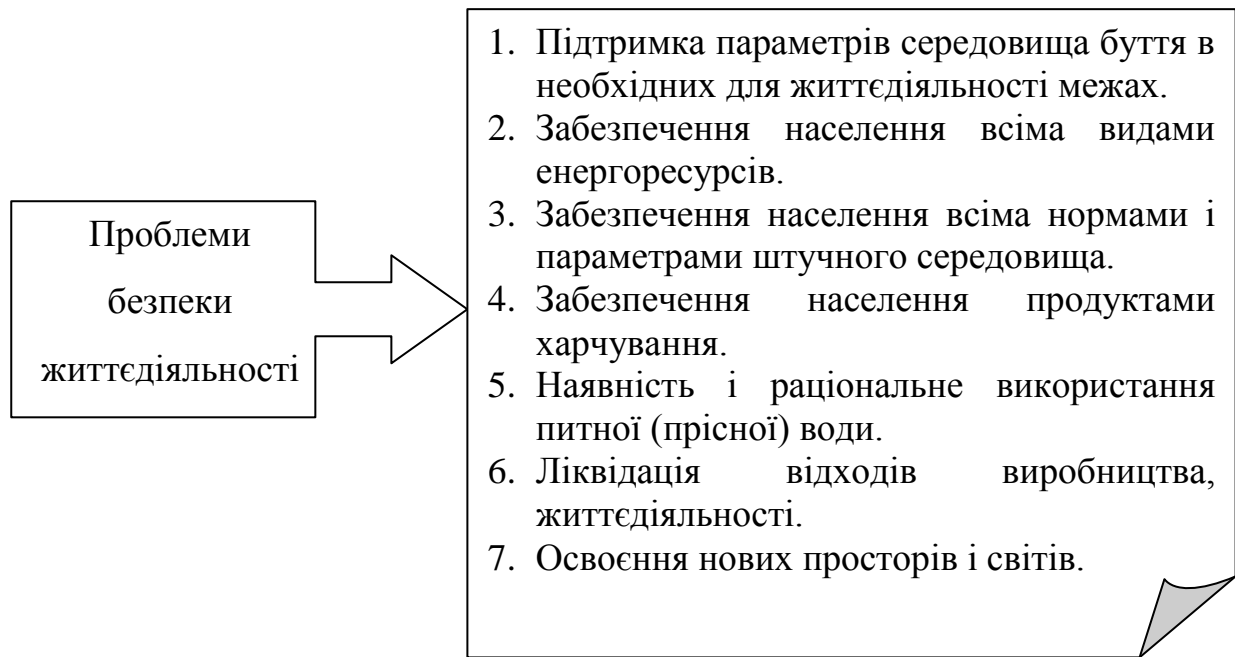 Проблеми
безпеки
життєдіяльності
1. Підтримка параметрів середовища буття в
необхідних для життєдіяльності межах.
2. Забезпечення населення всіма видами
енергоресурсів.
3. Забезпечення населення всіма нормами і
параметрами штучного середовища.
4. Забезпечення населення продуктами
харчування.
5. Наявність і раціональне використання
питної (прісної) води.
6. Ліквідація відходів виробництва,
життєдіяльності.
7. Освоєння нових просторів і світів.